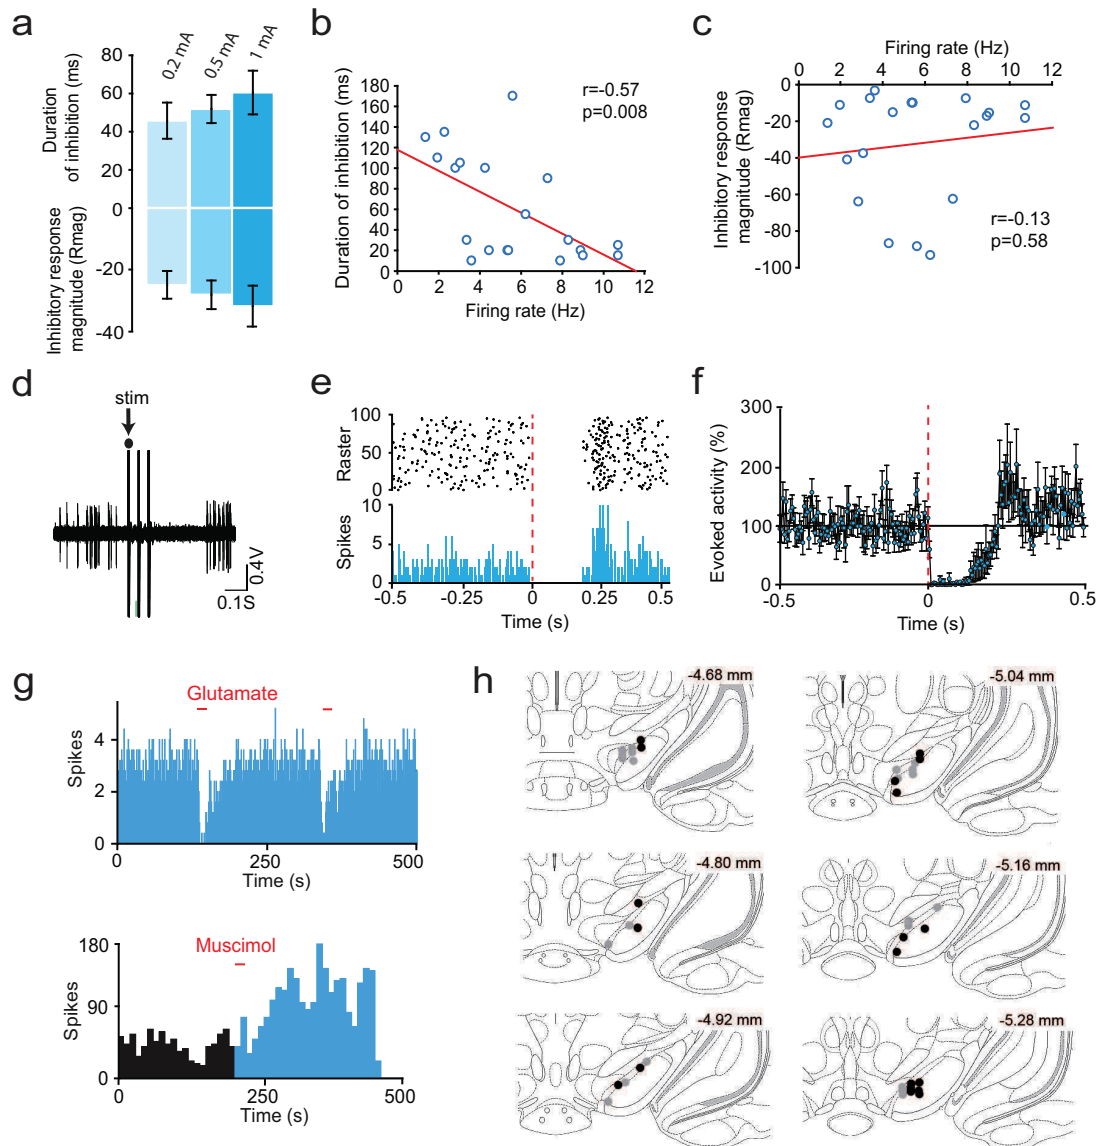 a
0.2 mA
0.5 mA
1 mA
Duration
of inhibition (ms)
Inhibitory response
magnitude (Rmag)
80
60
40
20
0
-20
-40
b
Duration of inhibition (ms)
180
160
140
120
100
80
60
40
20
0
r=-0.57
p=0.008
0 2 4 6 8 10 12 14
Firing rate (Hz)
c
Firing rate (Hz)
0 2 4 6 8 10 12
Inhibitory response
magnitude (Rmag)
0
-20
-40
-60
-80
-100
r=-0.13
p=0.58
d
stim
0.4V
0.1S
e
Raster
100
50
0
Spikes
10
5
0
-0.5 -0.25 0 0.25 0.5
Time (s)
f
Evoked activity (%)
300
200
100
0
-0.5 0 0.5
Time (s)
g
Glutamate
Spikes
4
2
0
0 250 500
Time (s)
Muscimol
Spikes
180
90
0
0 250 500
Time (s)
h
-4.68 mm
-5.04 mm
-4.80 mm
-5.16 mm
-4.92 mm
-5.28 mm